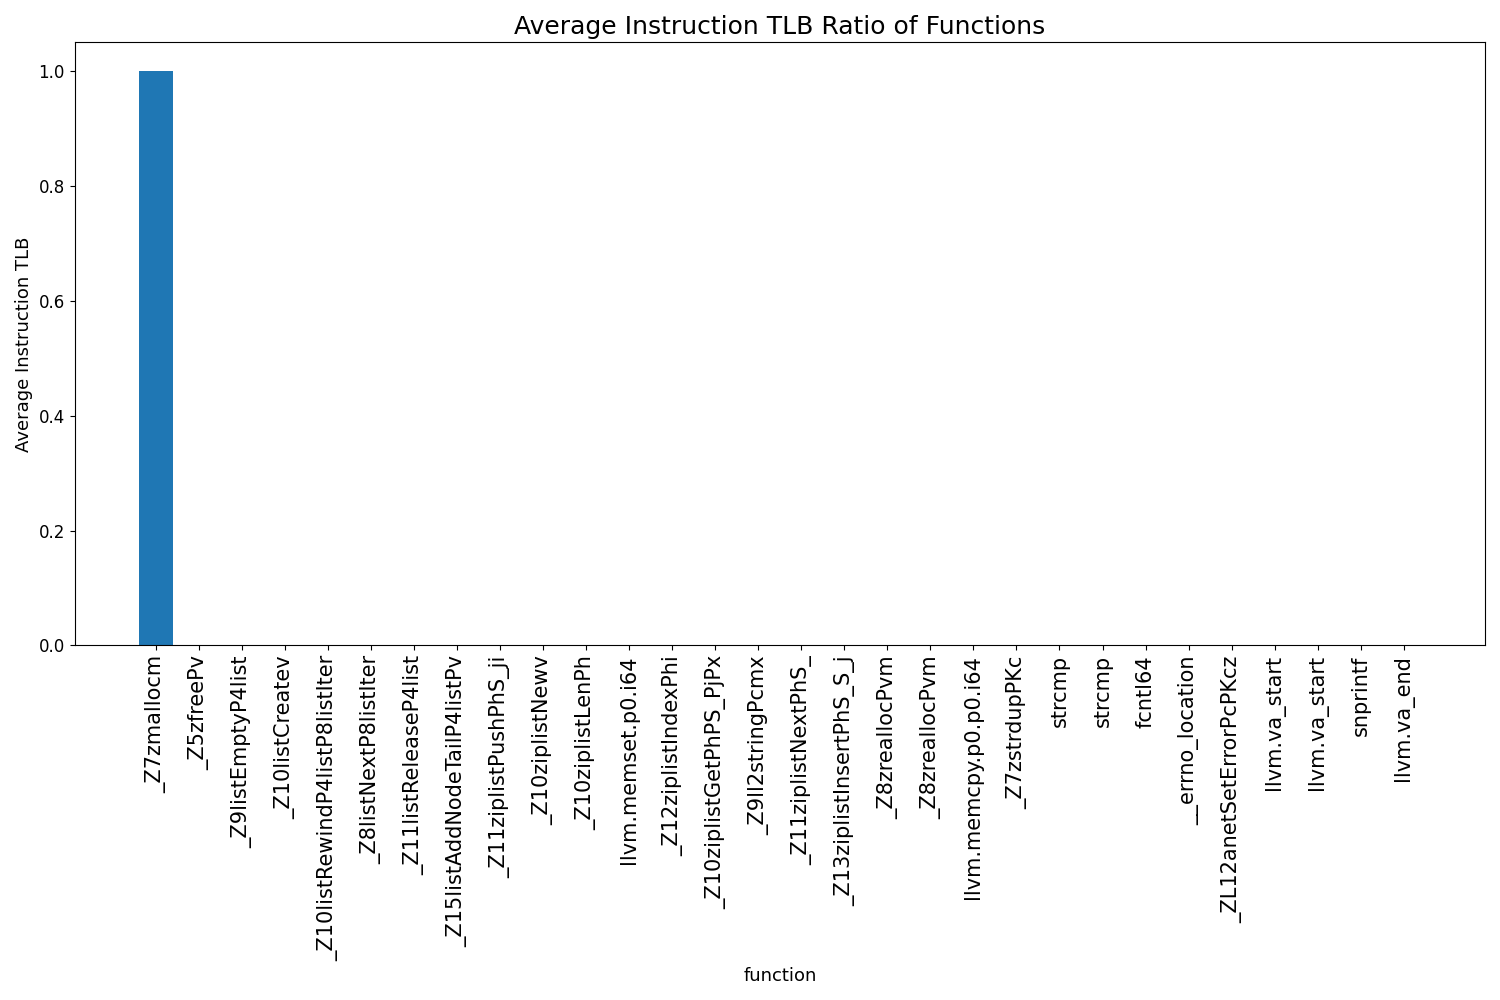 Average Instruction TLB Ratio of Functions
Average Instruction TLB
1.0
0.8
0.6
0.4
0.2
0.0
_Z7zmallocm
_Z5zfreePv
_Z9listEmptyP4list
_Z10listCreatev
_Z10listRewindP4listP8listIter
_Z8listNextP8listIter
_Z11listReleaseP4list
_Z15listAddNodeTailP4listPv
_Z11ziplistPushPhS_ji
_Z10ziplistNewv
_Z10ziplistLenPh
llvm.memset.p0.i64
_Z12ziplistIndexPhi
_Z10ziplistGetPhPS_PjPx
_Z9ll2stringPcmx
_Z11ziplistNextPhS_
_Z13ziplistInsertPhS_S_j
_Z8zreallocPvm
_Z8zreallocPvm
llvm.memcpy.p0.p0.i64
_Z7zstrdupPKc
strcmp
strcmp
fcntl64
__errno_location
_ZL12anetSetErrorPcPKcz
llvm.va_start
llvm.va_start
snprintf
llvm.va_end
function